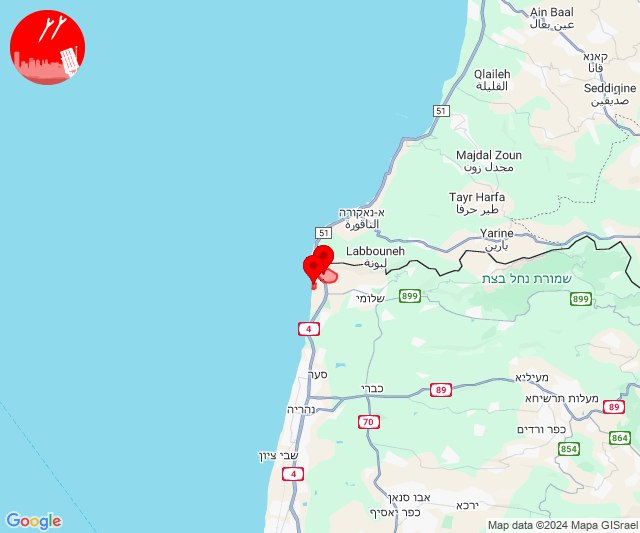 Ain Baal
عين بعال
קאנא
قانا
Qlaileh
القليلة
Seddiqine
صديقين
51
Majdal Zoun
مجدل زون
Tayr Harfa
طير حرفا
א-נאקורה
الناقورة
51
Yarine
يارين
Labbouneh
لبونة
שמורת נחל בצת
899
899
שלומי
4
סער
מעיליא
כברי
89
מעלות תרשיחא
89
נהריה
70
כפר ורדים
864
854
שבי ציון
4
אבו סנאן
ירכא
כפר יאסיף
Google
Map data ©2024 Mapa GISrael